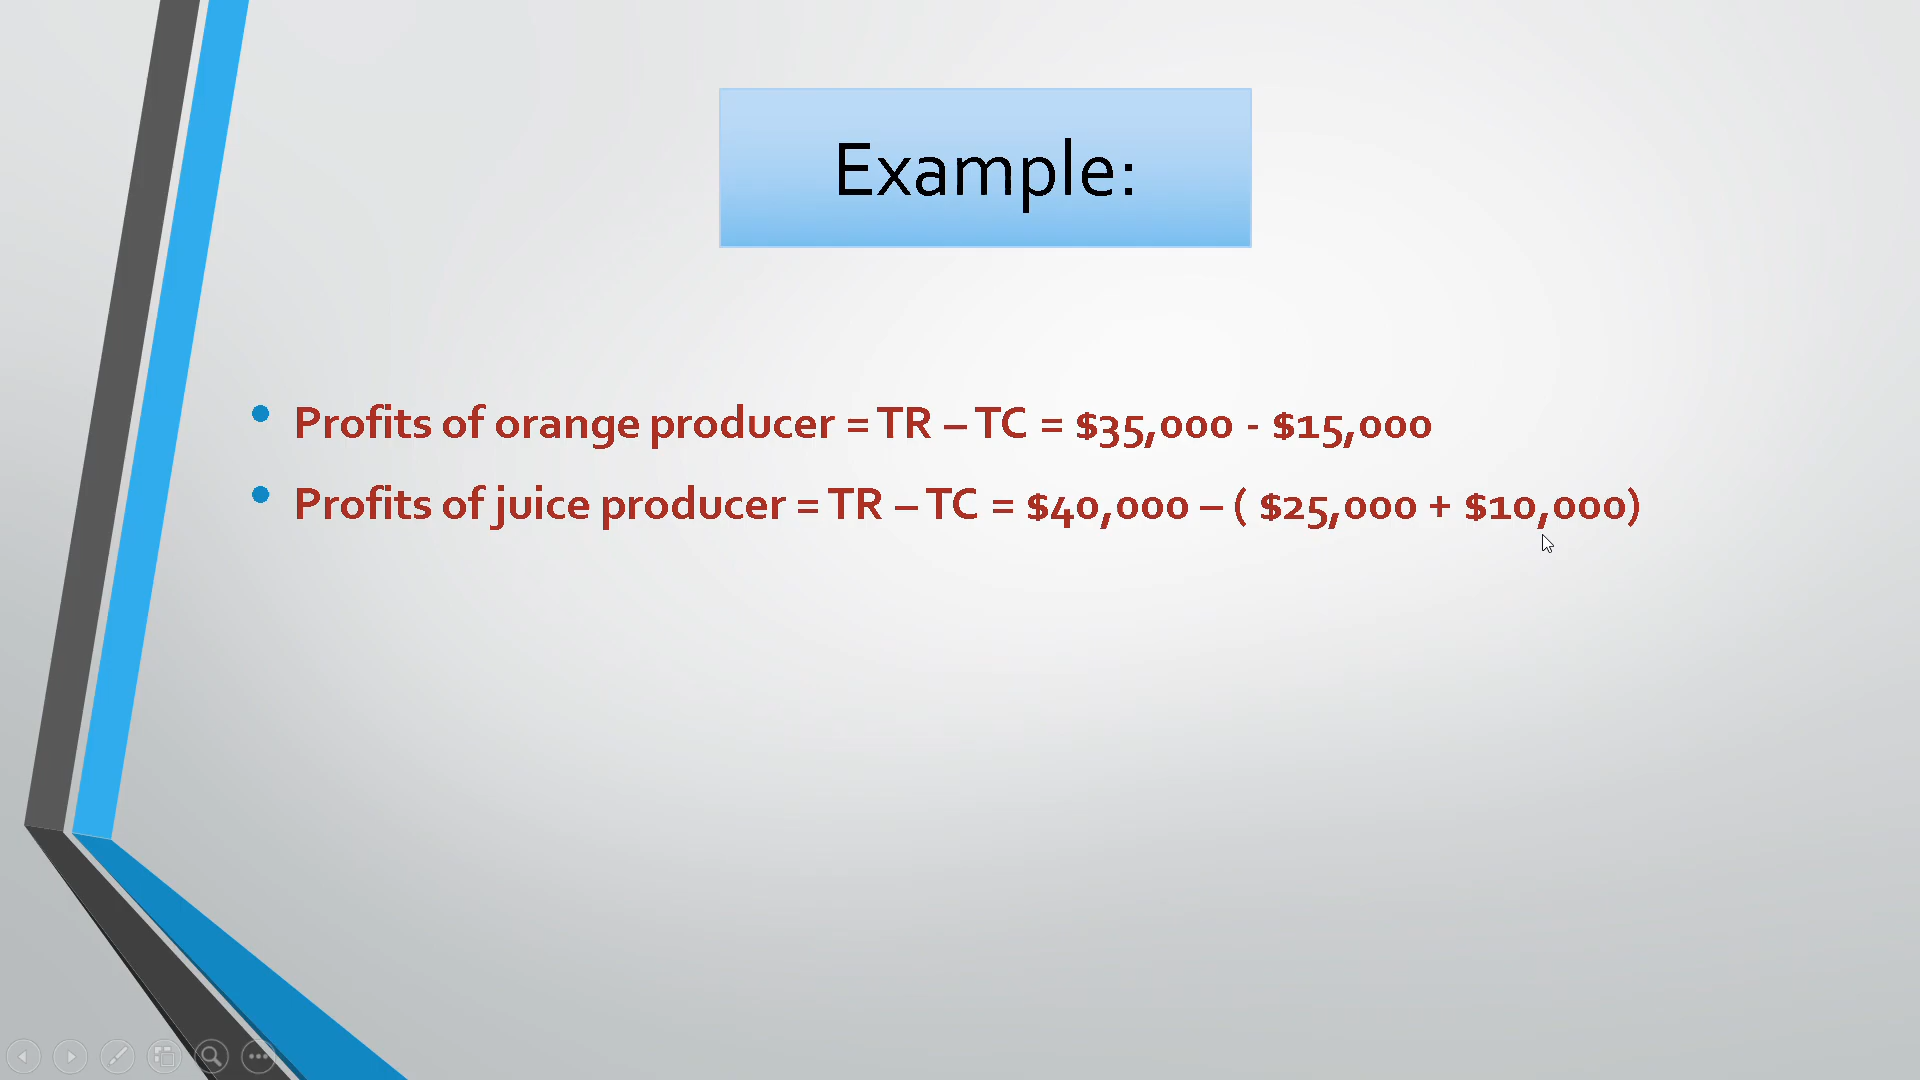 Example:
Profits of orange producer = TR – TC = $35,000 - $15,000
Profits of juice producer = TR – TC = $40,000 – ( $25,000 + $10,000)